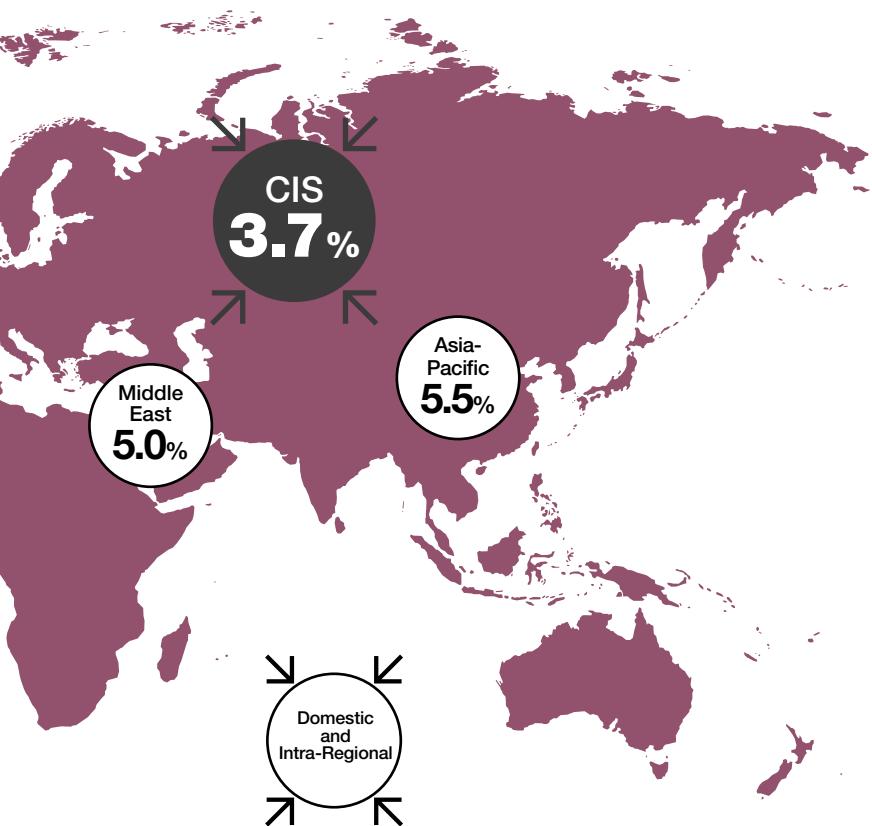 CIS
3.7%
Asia-
Pacific
5.5%
Middle
East
5.0%
Domestic
and
Intra-Regional